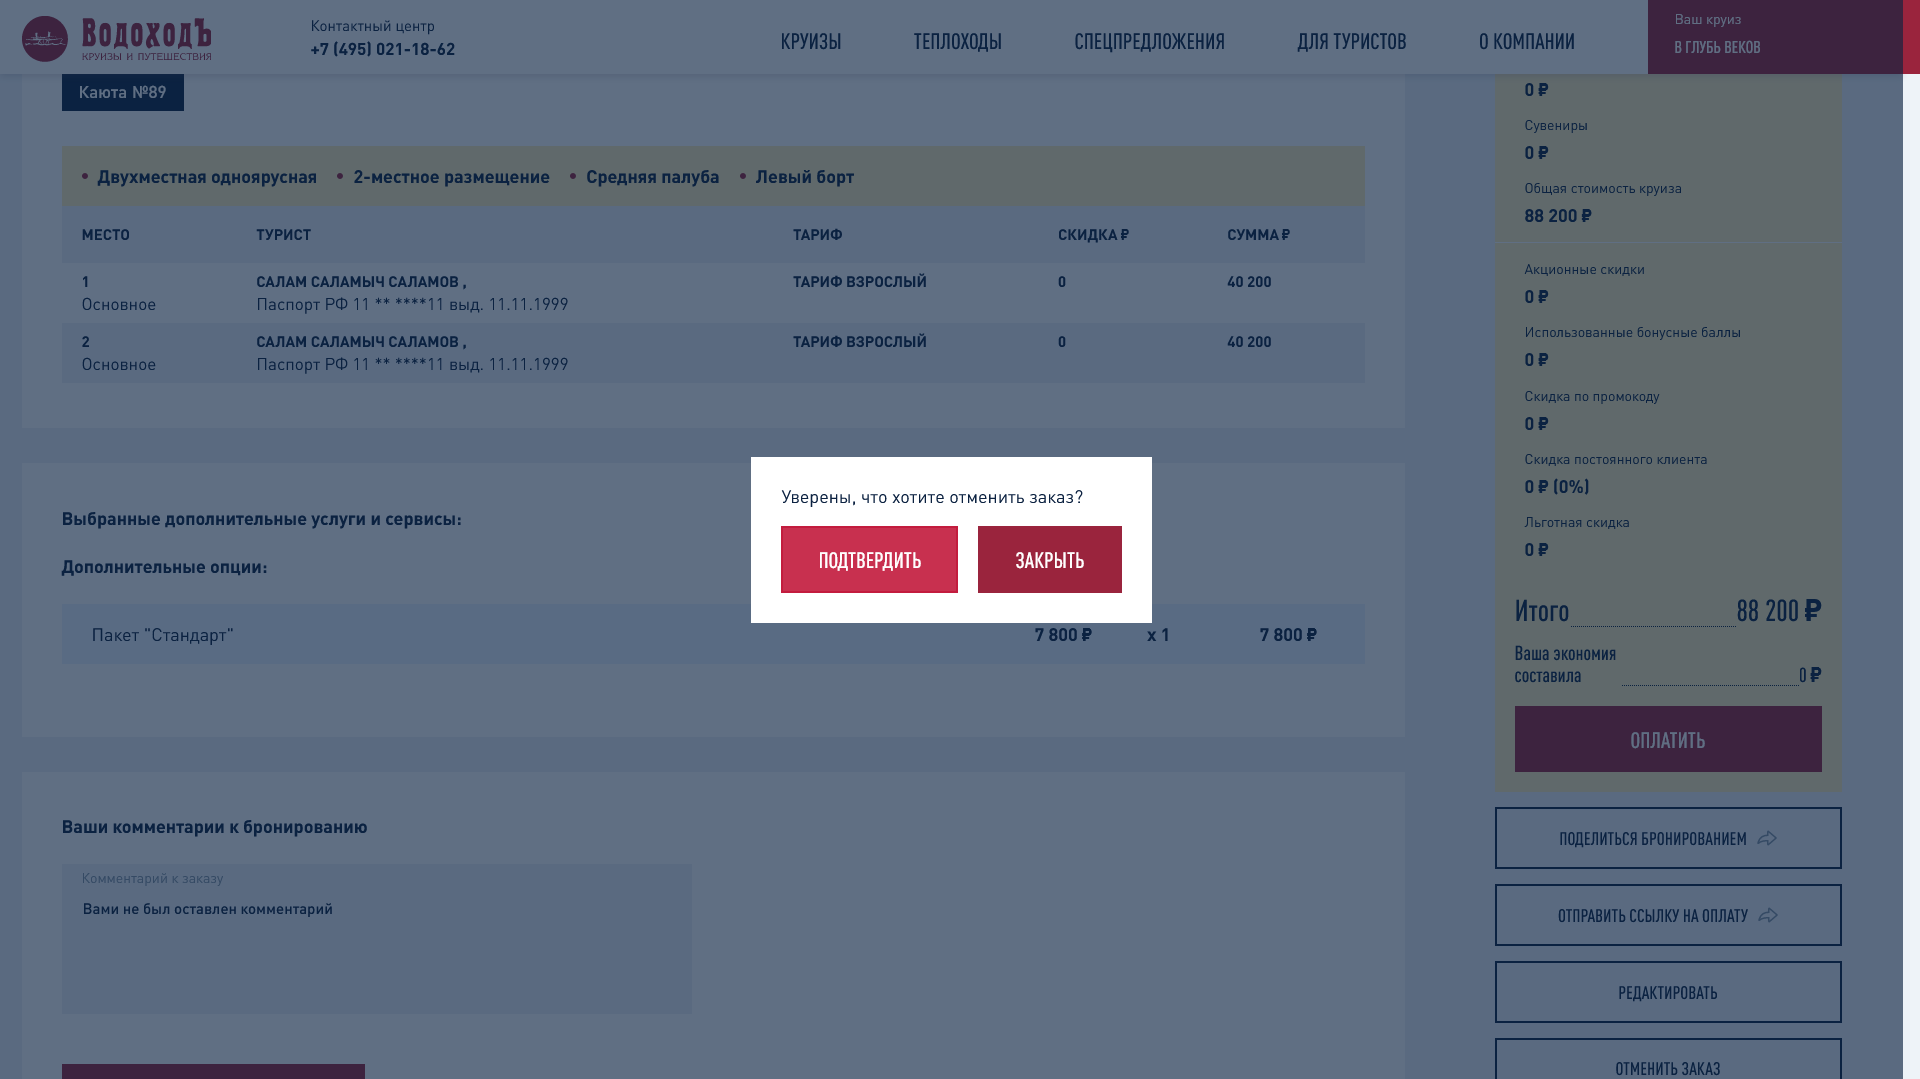 ВодоходЪ
КРУИЗЫ И ПУТЕШЕСТВИЯ
Контактный центр
+7 (495) 021-18-62
КРУИЗЫ
ТЕПЛОХОДЫ
СПЕЦПРЕДЛОЖЕНИЯ
ДЛЯ ТУРИСТОВ
О КОМПАНИИ
Ваш круиз
В ГЛУБЬ ВЕКОВ
Каюта №89
• Двухместная одноярусная • 2-местное размещение • Средняя палуба • Левый борт
МЕСТО ТУРИСТ ТАРИФ СКИДКА ₽ СУММА ₽
1 САЛАМ САЛАМЫЧ САЛАМОВ , ТАРИФ ВЗРОСЛЫЙ 0 40 200
Основное Паспорт РФ 11 ** ****11 выд. 11.11.1999
2 САЛАМ САЛАМЫЧ САЛАМОВ , ТАРИФ ВЗРОСЛЫЙ 0 40 200
Основное Паспорт РФ 11 ** ****11 выд. 11.11.1999
Выбранные дополнительные услуги и сервисы:
Дополнительные опции:
Пакет "Стандарт" 7 800 ₽ x 1 7 800 ₽
Уверены, что хотите отменить заказ?
ПОДТВЕРДИТЬ
ЗАКРЫТЬ
Ваши комментарии к бронированию
Комментарий к заказу
Вами не был оставлен комментарий
0 ₽
Сувениры
0 ₽
Общая стоимость круиза
88 200 ₽
Акционные скидки
0 ₽
Использованные бонусные баллы
0 ₽
Скидка по промокоду
0 ₽
Скидка постоянного клиента
0 ₽ (0%)
Льготная скидка
0 ₽
Итого 88 200 ₽
Ваша экономия
составила 0 ₽
ОПЛАТИТЬ
ПОДЕЛИТЬСЯ БРОНИРОВАНИЕМ
ОТПРАВИТЬ ССЫЛКУ НА ОПЛАТУ
РЕДАКТИРОВАТЬ
ОТМЕНИТЬ ЗАКАЗ